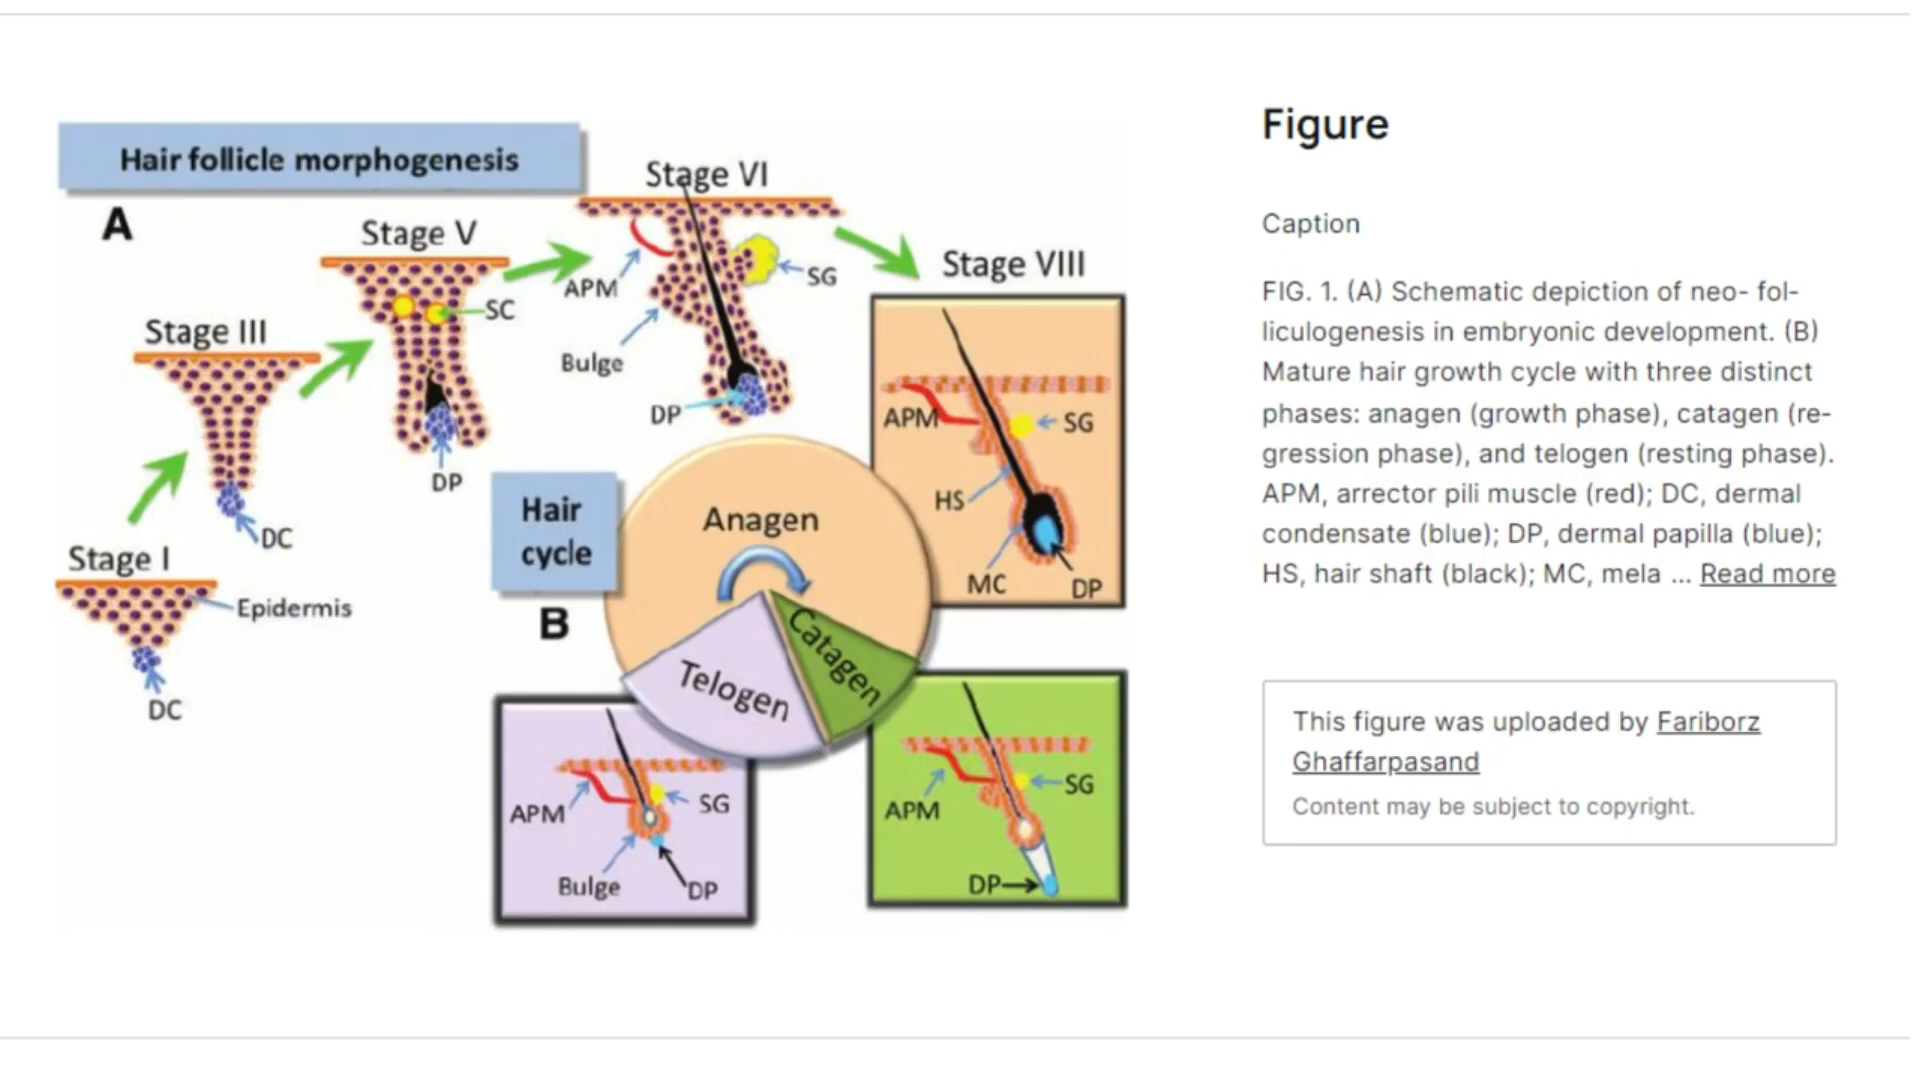 Hair follicle morphogenesis
A
Stage I
Epidermis
DC
Stage III
DC
Stage V
SC
DP
Stage VI
APM
SG
Bulge
DP
Stage VIII
APM
SG
HS
MC
DP
Hair
cycle
B
Anagen
Catagen
Telogen
APM
SG
Bulge
DP
APM
SG
DP
Figure
Caption
FIG. 1. (A) Schematic depiction of neo- fol-
liculogenesis in embryonic development. (B)
Mature hair growth cycle with three distinct
phases: anagen (growth phase), catagen (re-
gression phase), and telogen (resting phase).
APM, arrector pili muscle (red); DC, dermal
condensate (blue); DP, dermal papilla (blue);
HS, hair shaft (black); MC, mela ... Read more
This figure was uploaded by Fariborz
Ghaffarpasand
Content may be subject to copyright.